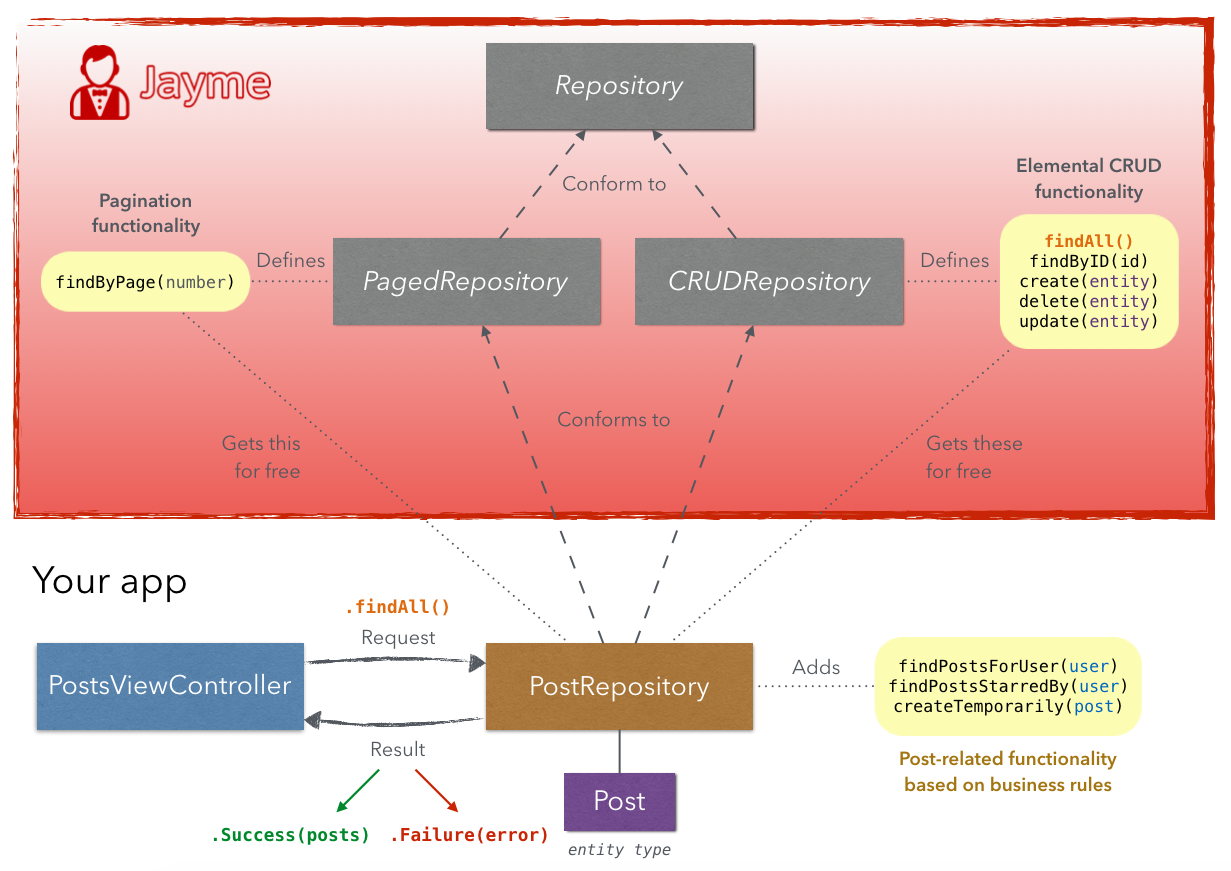 Jayme
Repository
Conform to
Pagination
functionality
findByPage(number)
Defines
PagedRepository
CRUDRepository
Defines
Elemental CRUD
functionality
findAll()
findByID(id)
create(entity)
delete(entity)
update(entity)
Conforms to
Gets this
for free
Gets these
for free
Your app
.findAll()
Request
PostsViewController
PostRepository
Adds
findPostsForUser(user)
findPostsStarredBy(user)
createTemporarily(post)
Post-related functionality
based on business rules
Result
.Success(posts)
.Failure(error)
Post
entity type